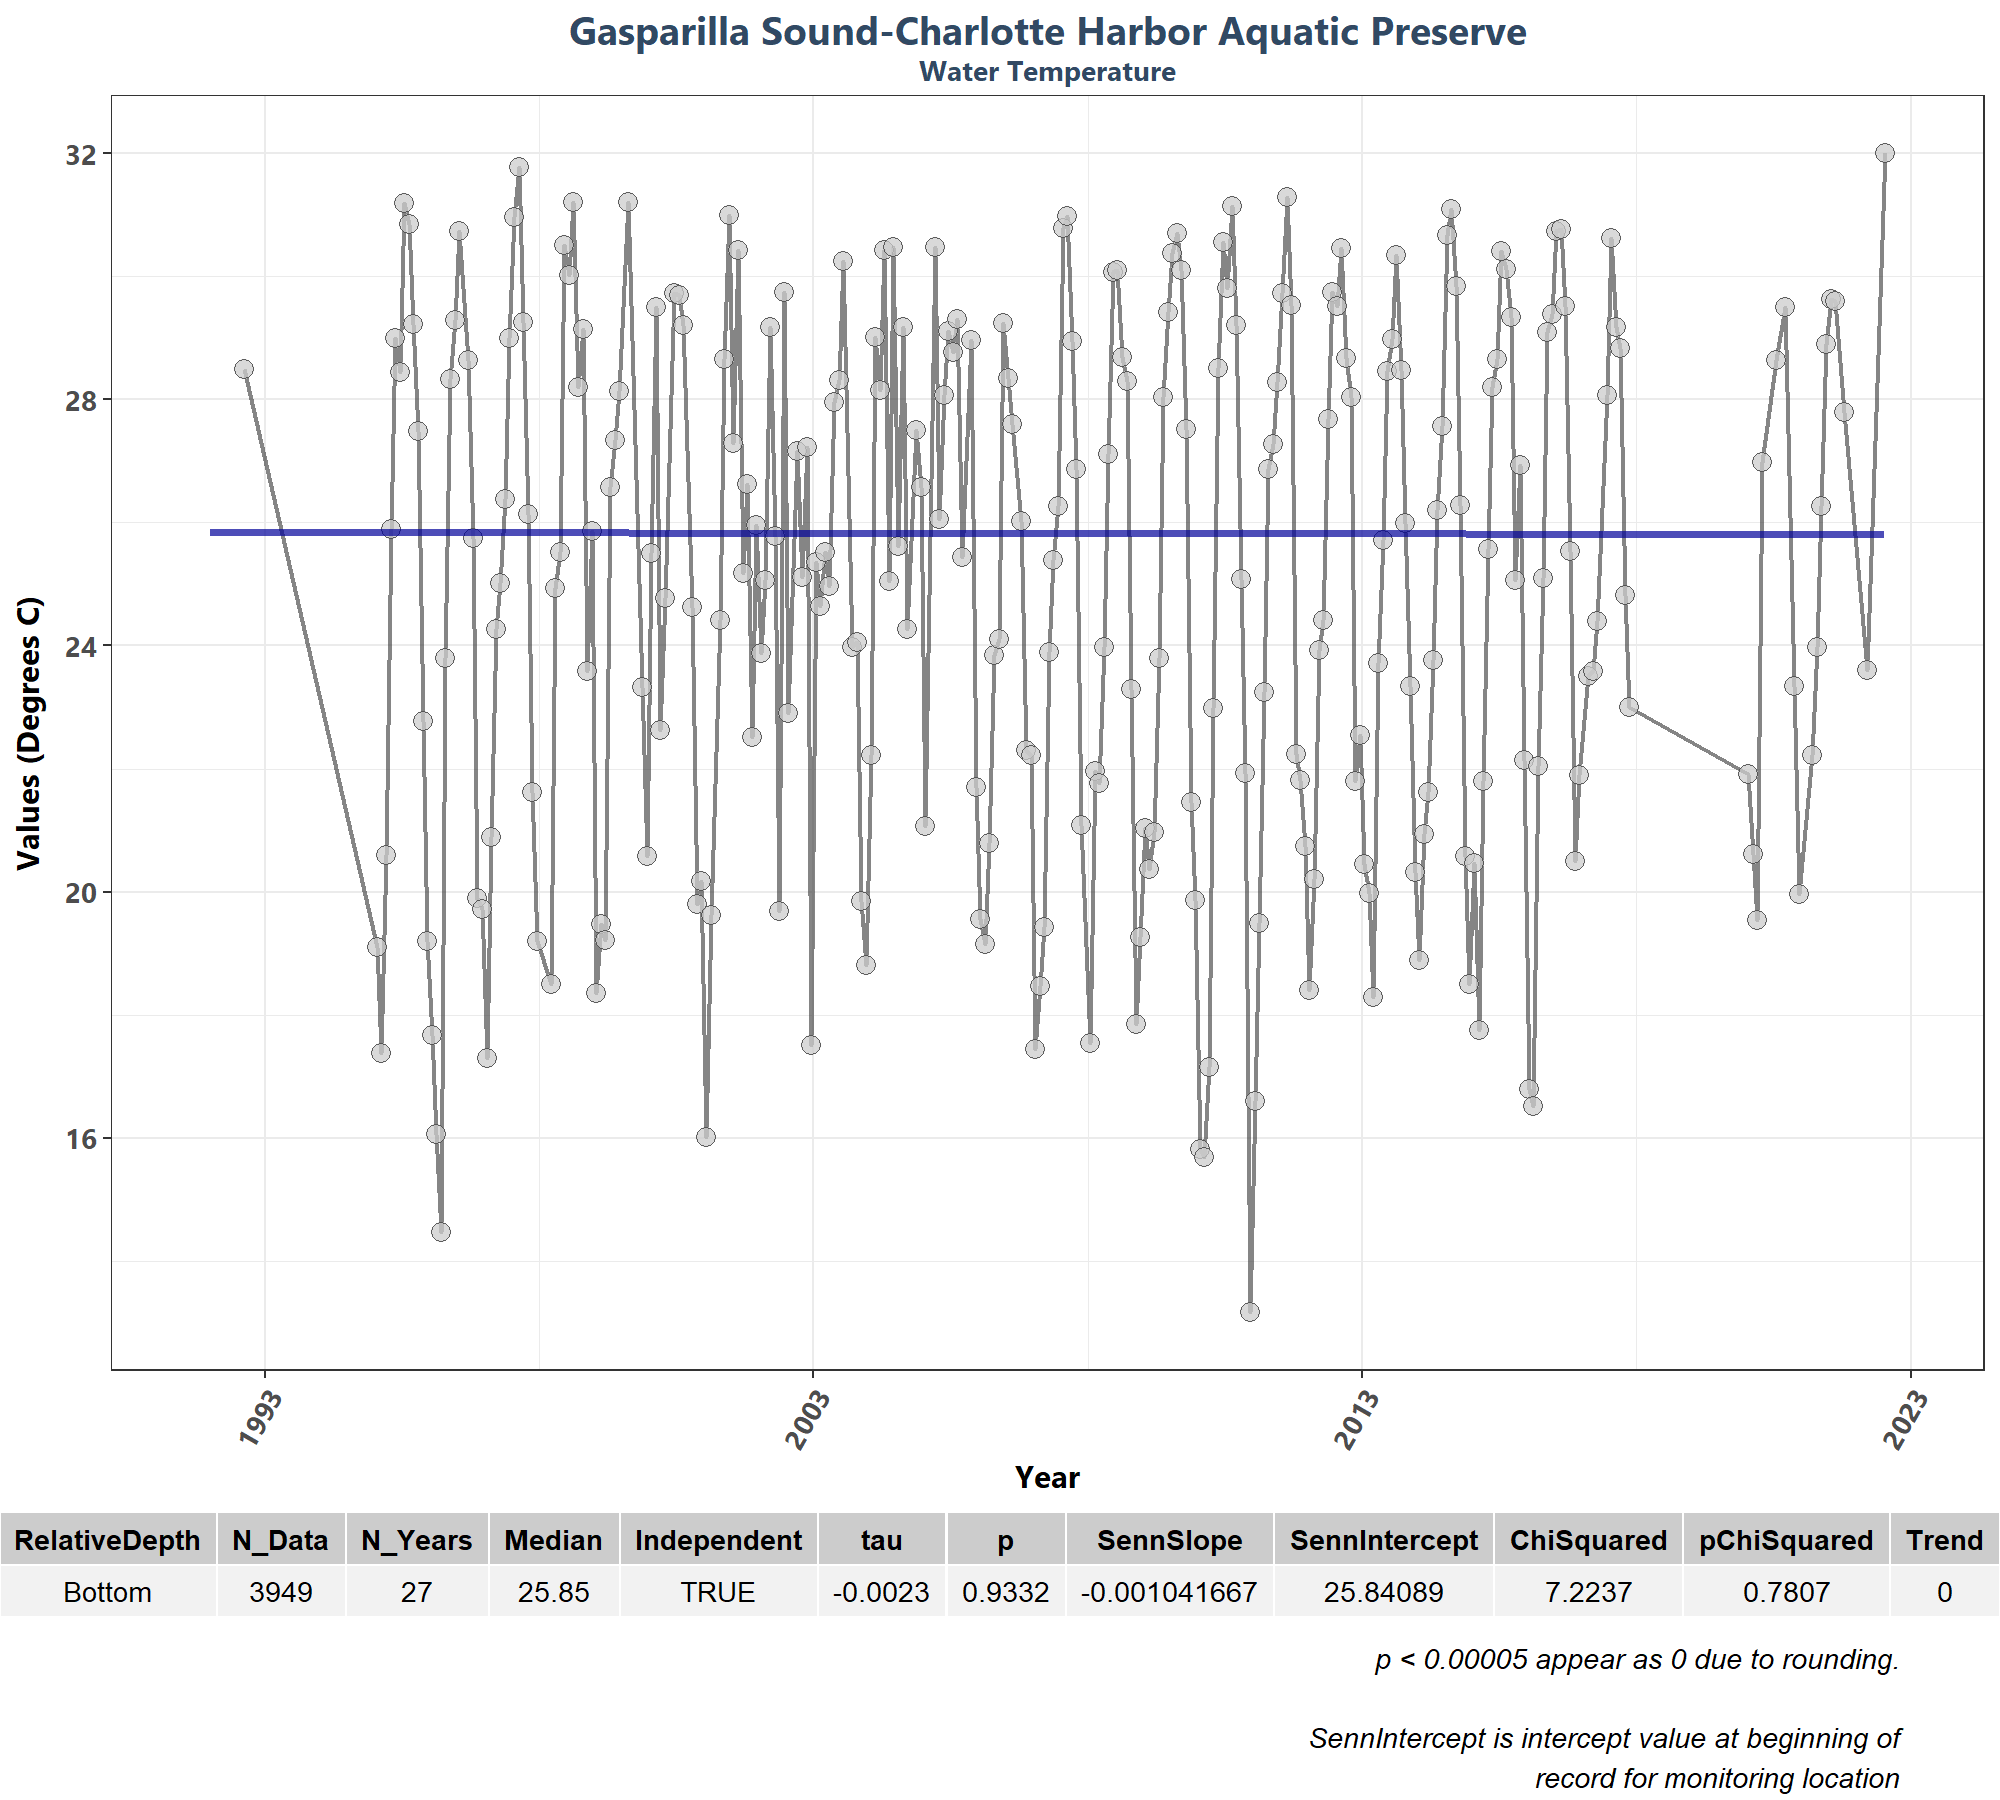 Gasparilla Sound-Charlotte Harbor Aquatic Preserve
Water Temperature
Values (Degrees C)
32
28
24
20
16
1993
2003
2013
2023
Year
RelativeDepth N_Data N_Years Median Independent tau p SennSlope SennIntercept ChiSquared pChiSquared Trend
Bottom 3949 27 25.85 TRUE -0.0023 0.9332 -0.001041667 25.84089 7.2237 0.7807 0
p < 0.00005 appear as 0 due to rounding.
SennIntercept is intercept value at beginning of
record for monitoring location